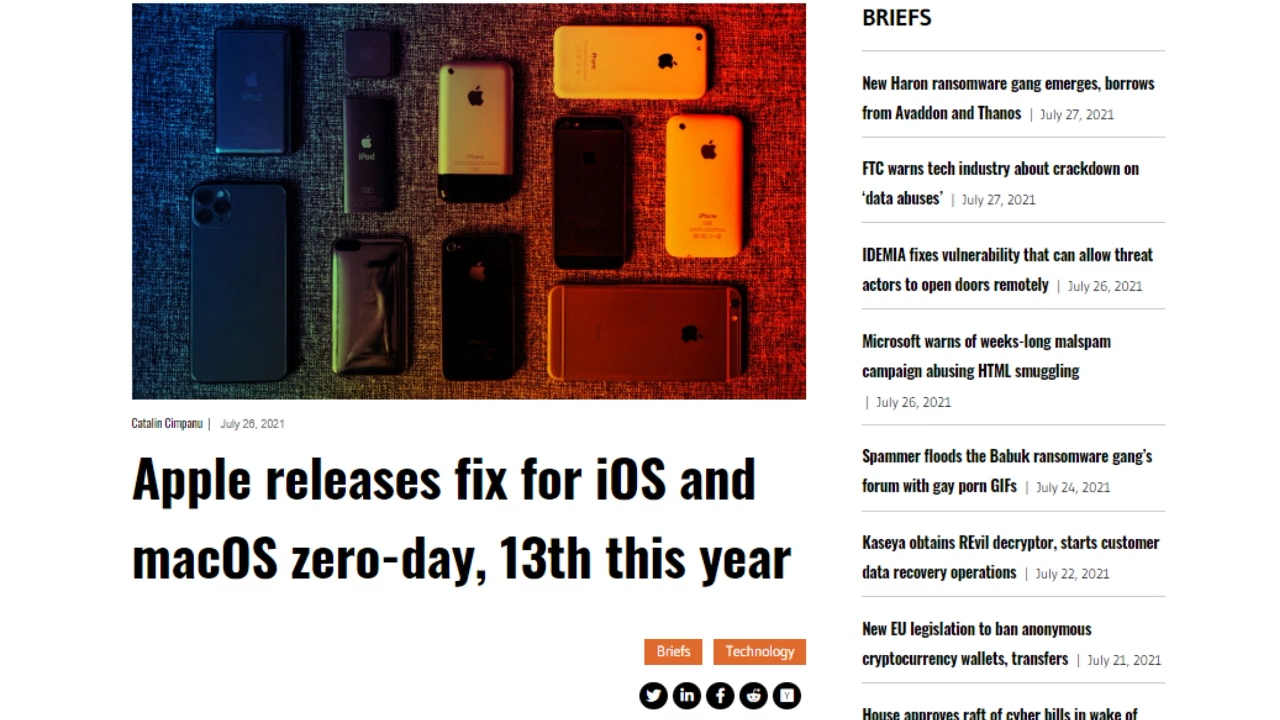 iPod
iPod
iPhone
iPhone
iPhone
Catalin Cimpanu | July 26, 2021
Apple releases fix for iOS and
macOS zero-day, 13th this year
Briefs Technology
BRIEFS
New Haron ransomware gang emerges, borrows
from Avaddon and Thanos | July 27, 2021
FTC warns tech industry about crackdown on
‘data abuses’ | July 27, 2021
IDEMIA fixes vulnerability that can allow threat
actors to open doors remotely | July 26, 2021
Microsoft warns of weeks-long malspam
campaign abusing HTML smuggling
| July 26, 2021
Spammer floods the Babuk ransomware gang’s
forum with gay porn GIFs | July 24, 2021
Kaseya obtains REvil decryptor, starts customer
data recovery operations | July 22, 2021
New EU legislation to ban anonymous
cryptocurrency wallets, transfers | July 21, 2021
House approves raft of cyber bills in wake of